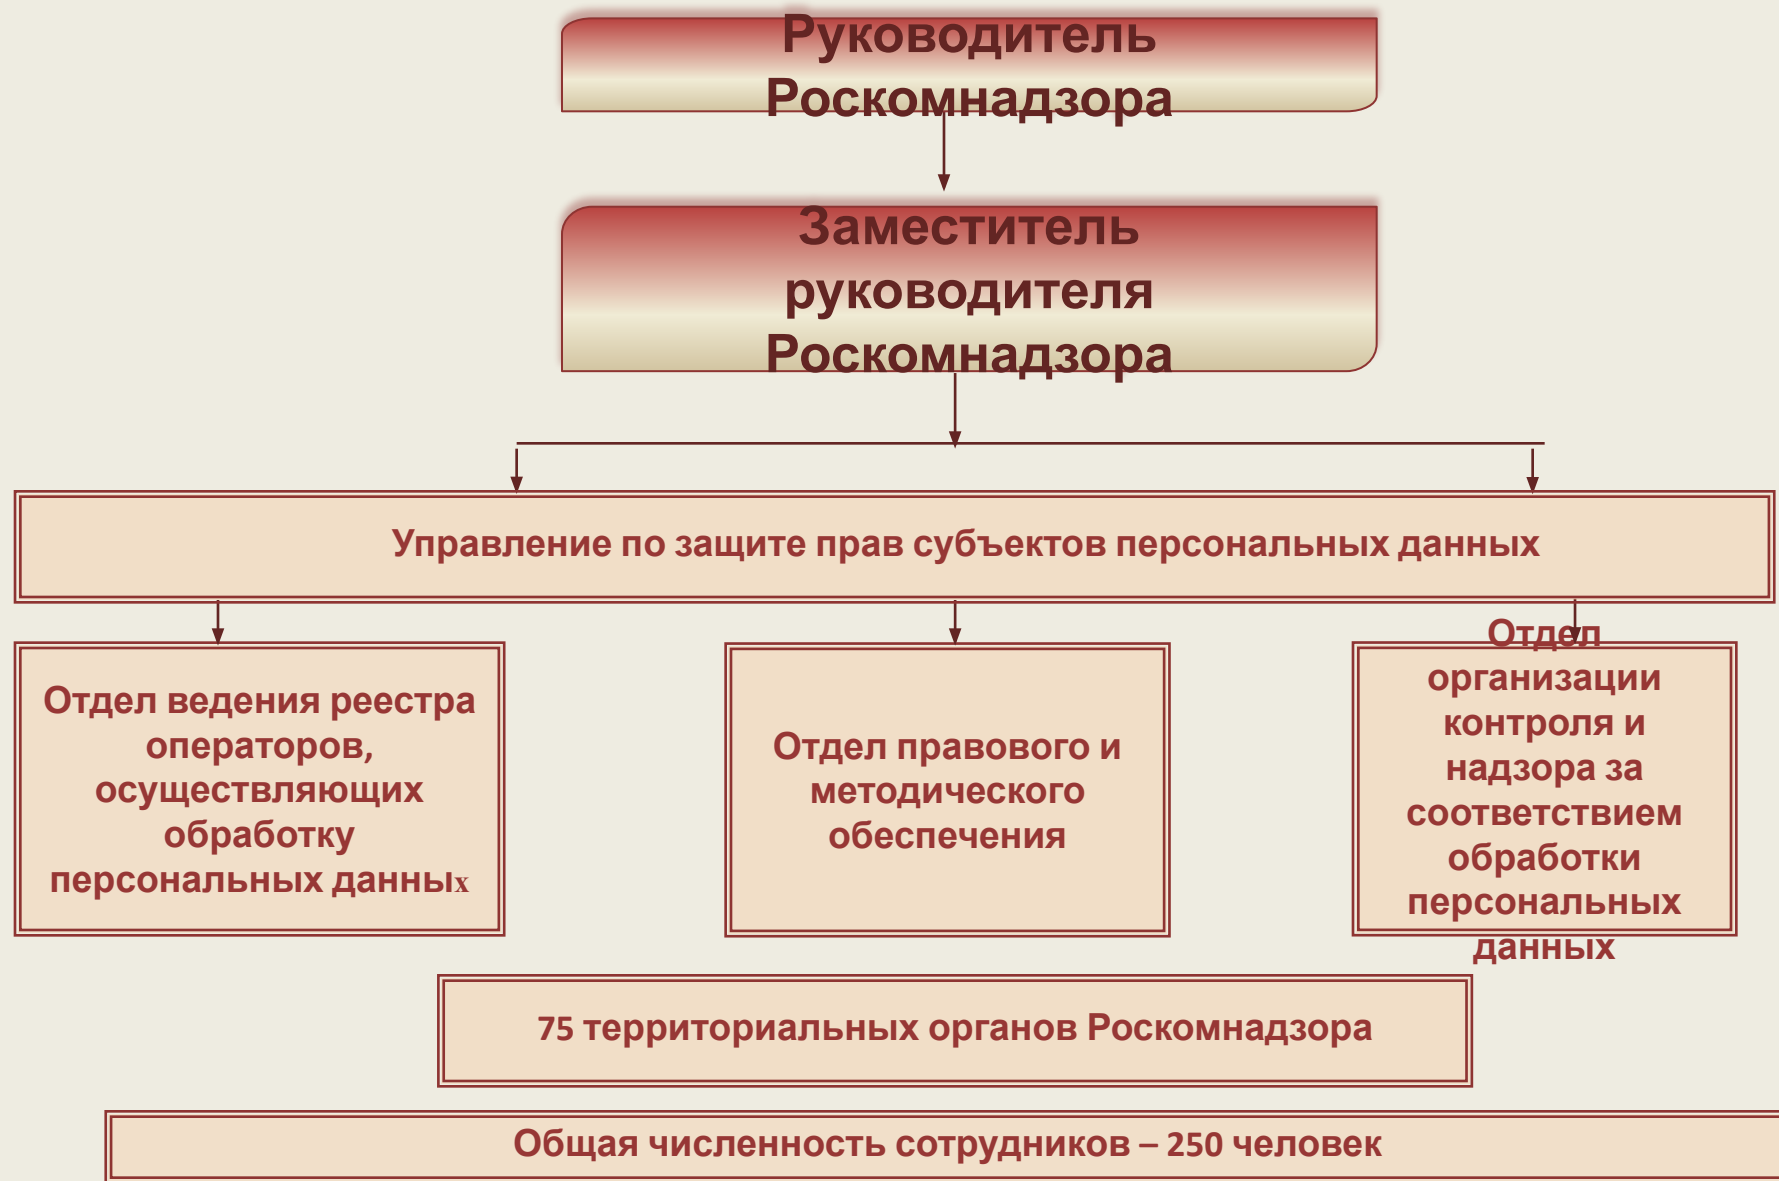 Руководитель
Роскомнадзора
Заместитель
руководителя
Роскомнадзора
Управление по защите прав субъектов персональных данных
Отдел ведения реестра
операторов,
осуществляющих
обработку
персональных данных
Отдел правового и
методического
обеспечения
Отдел
организации
контроля и
надзора за
соответствием
обработки
персональных
данных
75 территориальных органов Роскомнадзора
Общая численность сотрудников – 250 человек